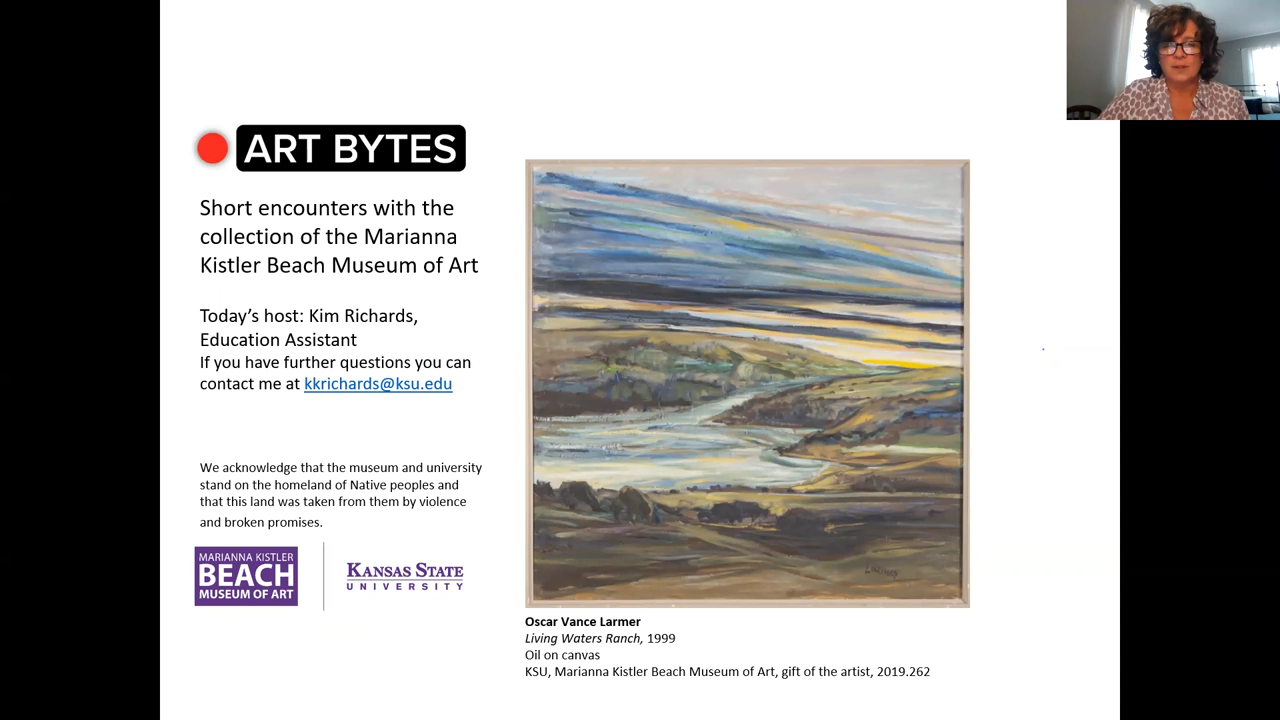 ART BYTES
Short encounters with the
collection of the Marianna
Kistler Beach Museum of Art
Today’s host: Kim Richards,
Education Assistant
If you have further questions you can
contact me at kkrichards@ksu.edu
We acknowledge that the museum and university
stand on the homeland of Native peoples and
that this land was taken from them by violence
and broken promises.
MARIANNA KISTLER
BEACH
MUSEUM OF ART
KANSAS STATE
UNIVERSITY
Oscar Vance Larmer
Living Waters Ranch, 1999
Oil on canvas
KSU, Marianna Kistler Beach Museum of Art, gift of the artist, 2019.262